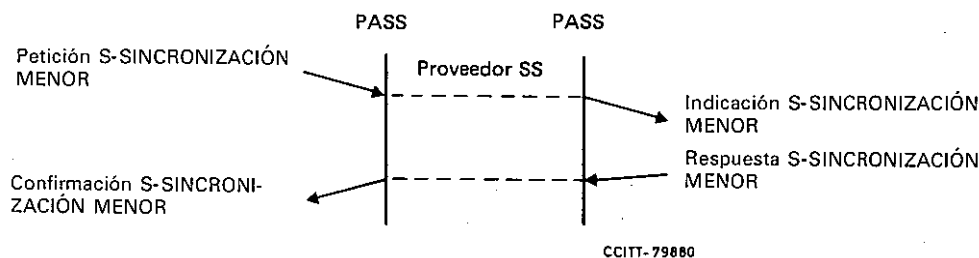 PASS
PASS
Petición S-SINCRONIZACIÓN
MENOR
Proveedor SS
Indicación S-SINCRONIZACIÓN
MENOR
Respuesta S-SINCRONIZACIÓN
MENOR
Confirmación S-SINCRONI-
ZACIÓN MENOR
CCITT-79880